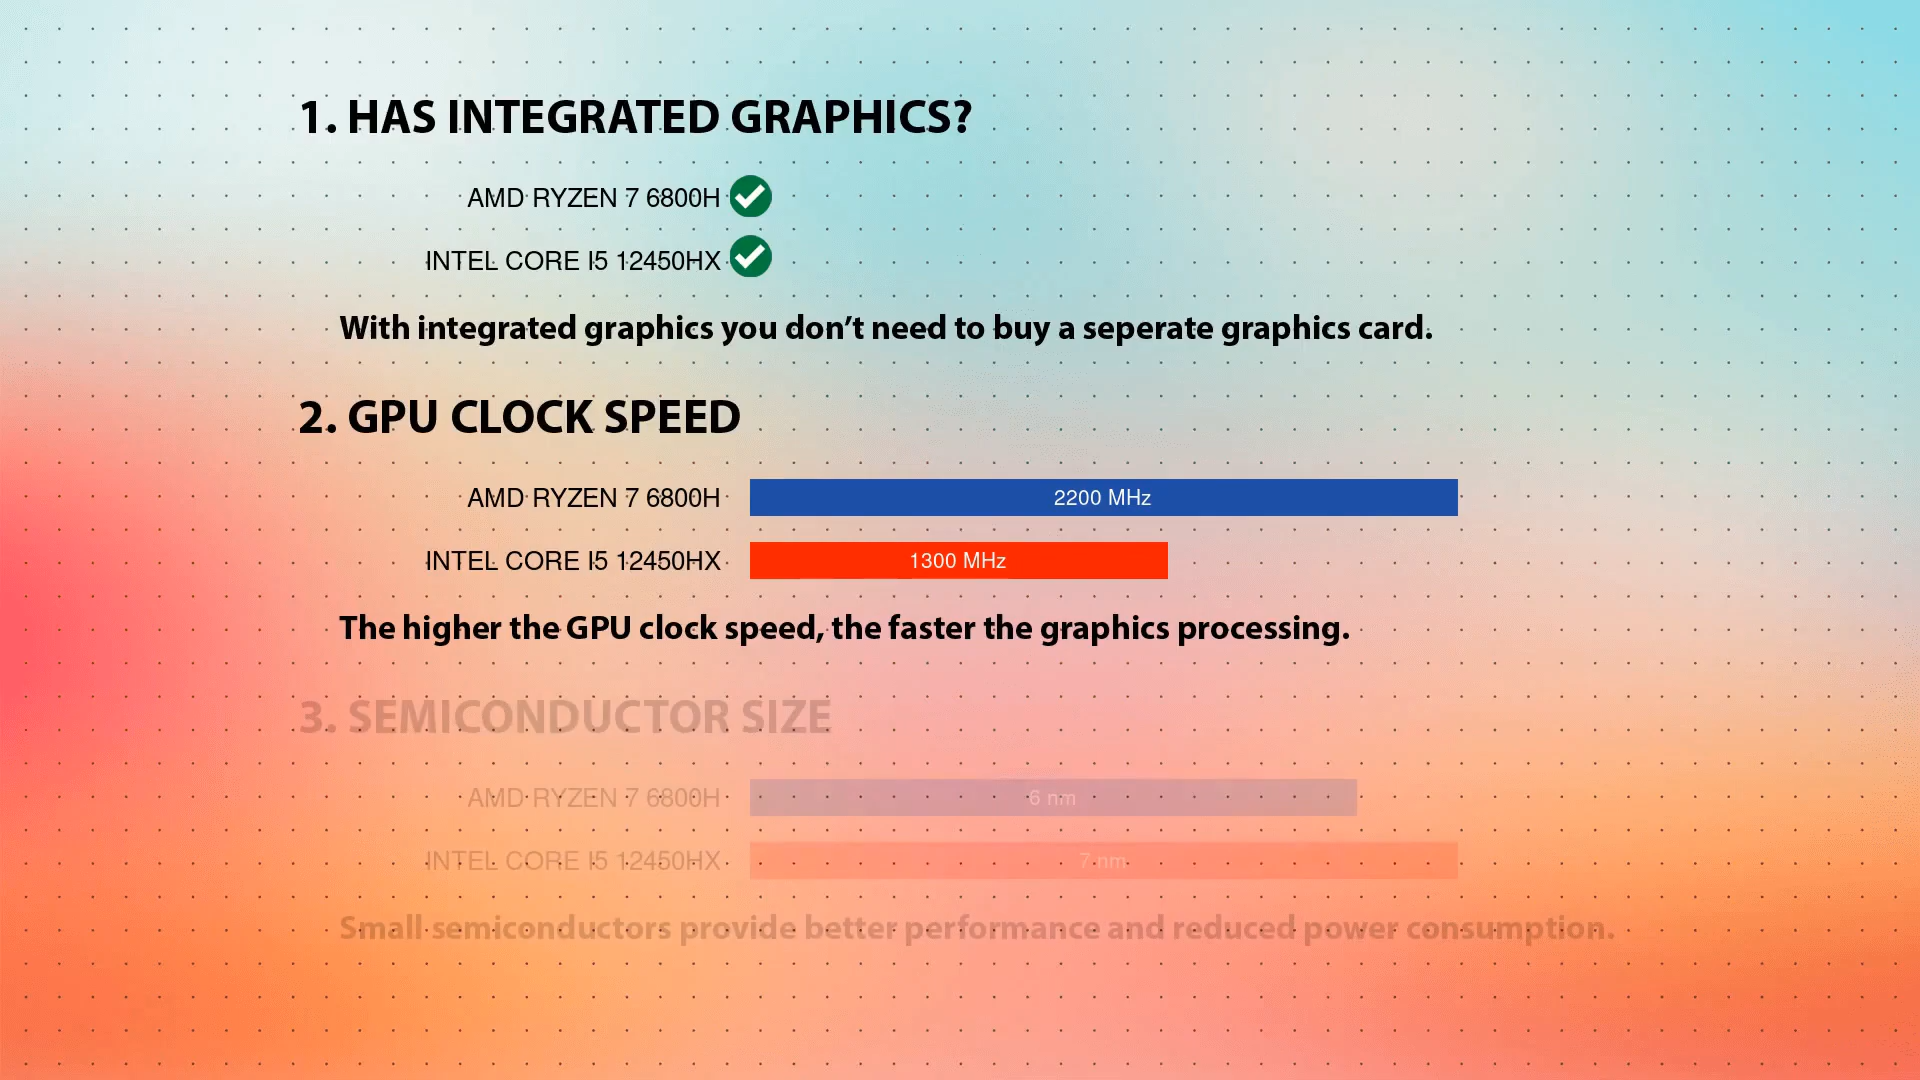 1. HAS INTEGRATED GRAPHICS?
AMD RYZEN 7 6800H
INTEL CORE I5 12450HX
With integrated graphics you don’t need to buy a seperate graphics card.
2. GPU CLOCK SPEED
AMD RYZEN 7 6800H 2200 MHz
INTEL CORE I5 12450HX 1300 MHz
The higher the GPU clock speed, the faster the graphics processing.
3. SEMICONDUCTOR SIZE
AMD RYZEN 7 6800H 6 nm
INTEL CORE I5 12450HX 7 nm
Small semiconductors provide better performance and reduced power consumption.